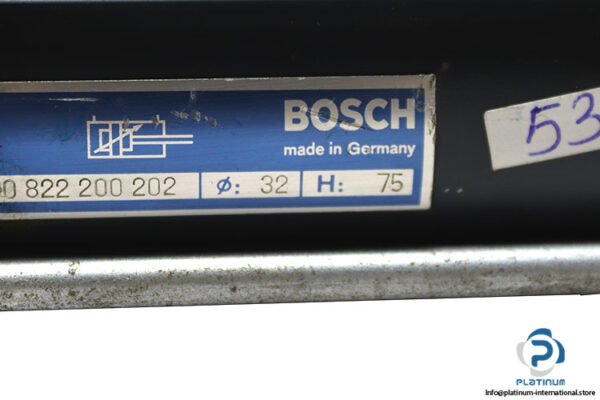 BOSCH
made in Germany
0 822 200 202 Ø: 32 H: 75
53
PLATINUM
Info@platinum-international.store